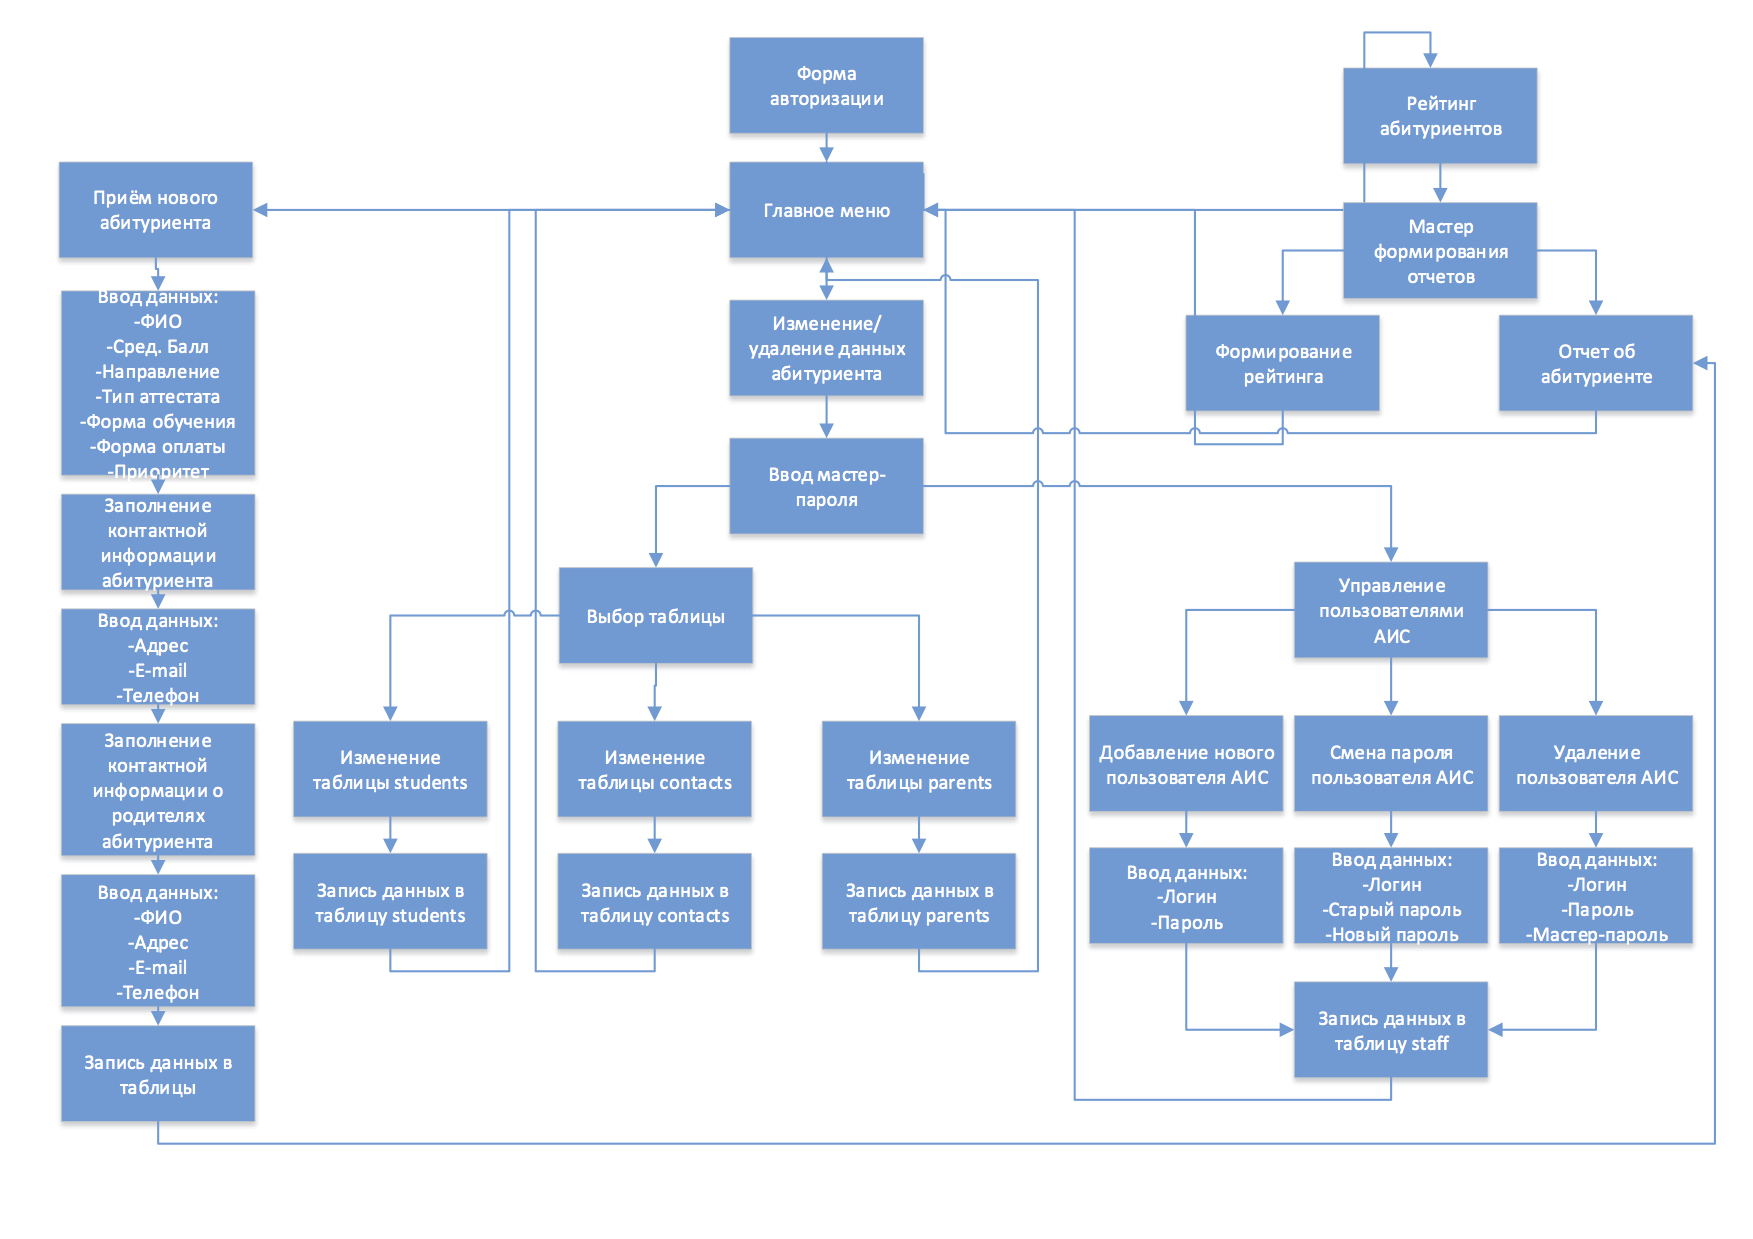 Форма
авторизации
Рейтинг
абитуриентов
Приём нового
абитуриента
Главное меню
Мастер
формирования
отчетов
Ввод данных:
-ФИО
-Сред. Балл
-Направление
-Тип аттестата
-Форма обучения
-Форма оплаты
-Приоритет
Изменение/
удаление данных
абитуриента
Формирование
рейтинга
Отчет об
абитуриенте
Ввод мастер-
пароля
Заполнение
контактной
информации
абитуриента
Выбор таблицы
Управление
пользователями
АИС
Ввод данных:
-Адрес
-E-mail
-Телефон
Заполнение
контактной
информации о
родителях
абитуриента
Изменение
таблицы students
Изменение
таблицы contacts
Изменение
таблицы parents
Добавление нового
пользователя АИС
Смена пароля
пользователя АИС
Удаление
пользователя АИС
Ввод данных:
-ФИО
-Адрес
-E-mail
-Телефон
Запись данных в
таблицу students
Запись данных в
таблицу contacts
Запись данных в
таблицу parents
Ввод данных:
-Логин
-Пароль
Ввод данных:
-Логин
-Старый пароль
-Новый пароль
Ввод данных:
-Логин
-Пароль
-Мастер-пароль
Запись данных в
таблицы
Запись данных в
таблицу staff